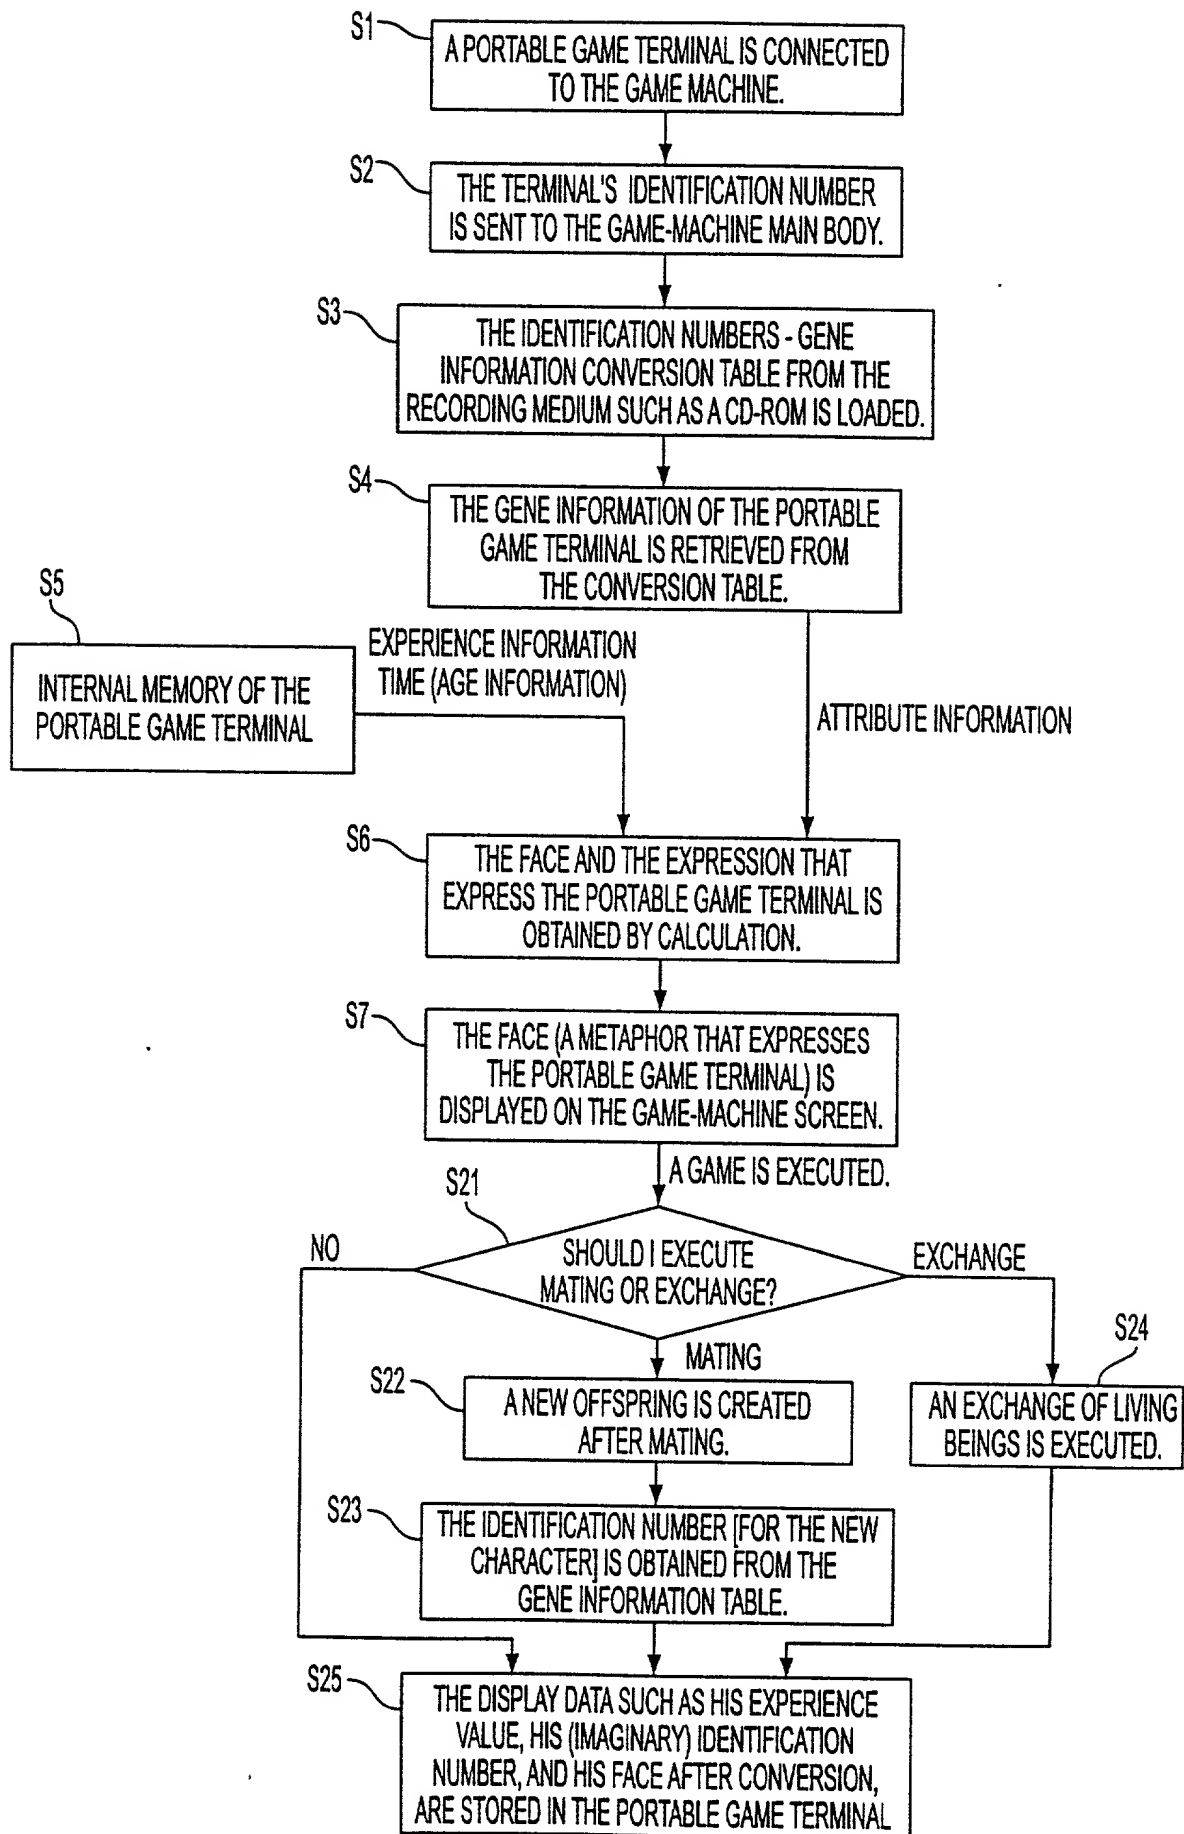 S1
A PORTABLE GAME TERMINAL IS CONNECTED
TO THE GAME MACHINE.
S2
THE TERMINAL'S IDENTIFICATION NUMBER
IS SENT TO THE GAME-MACHINE MAIN BODY.
S3
THE IDENTIFICATION NUMBERS - GENE
INFORMATION CONVERSION TABLE FROM THE
RECORDING MEDIUM SUCH AS A CD-ROM IS LOADED.
S4
THE GENE INFORMATION OF THE PORTABLE
GAME TERMINAL IS RETRIEVED FROM
THE CONVERSION TABLE.
S5
INTERNAL MEMORY OF THE
PORTABLE GAME TERMINAL
EXPERIENCE INFORMATION
TIME (AGE INFORMATION)
ATTRIBUTE INFORMATION
S6
THE FACE AND THE EXPRESSION THAT
EXPRESS THE PORTABLE GAME TERMINAL IS
OBTAINED BY CALCULATION.
S7
THE FACE (A METAPHOR THAT EXPRESSES
THE PORTABLE GAME TERMINAL) IS
DISPLAYED ON THE GAME-MACHINE SCREEN.
A GAME IS EXECUTED.
S21
SHOULD I EXECUTE
MATING OR EXCHANGE?
NO
EXCHANGE
MATING
S22
A NEW OFFSPRING IS CREATED
AFTER MATING.
S24
AN EXCHANGE OF LIVING
BEINGS IS EXECUTED.
S23
THE IDENTIFICATION NUMBER [FOR THE NEW
CHARACTER] IS OBTAINED FROM THE
GENE INFORMATION TABLE.
S25
THE DISPLAY DATA SUCH AS HIS EXPERIENCE
VALUE, HIS (IMAGINARY) IDENTIFICATION
NUMBER, AND HIS FACE AFTER CONVERSION,
ARE STORED IN THE PORTABLE GAME TERMINAL